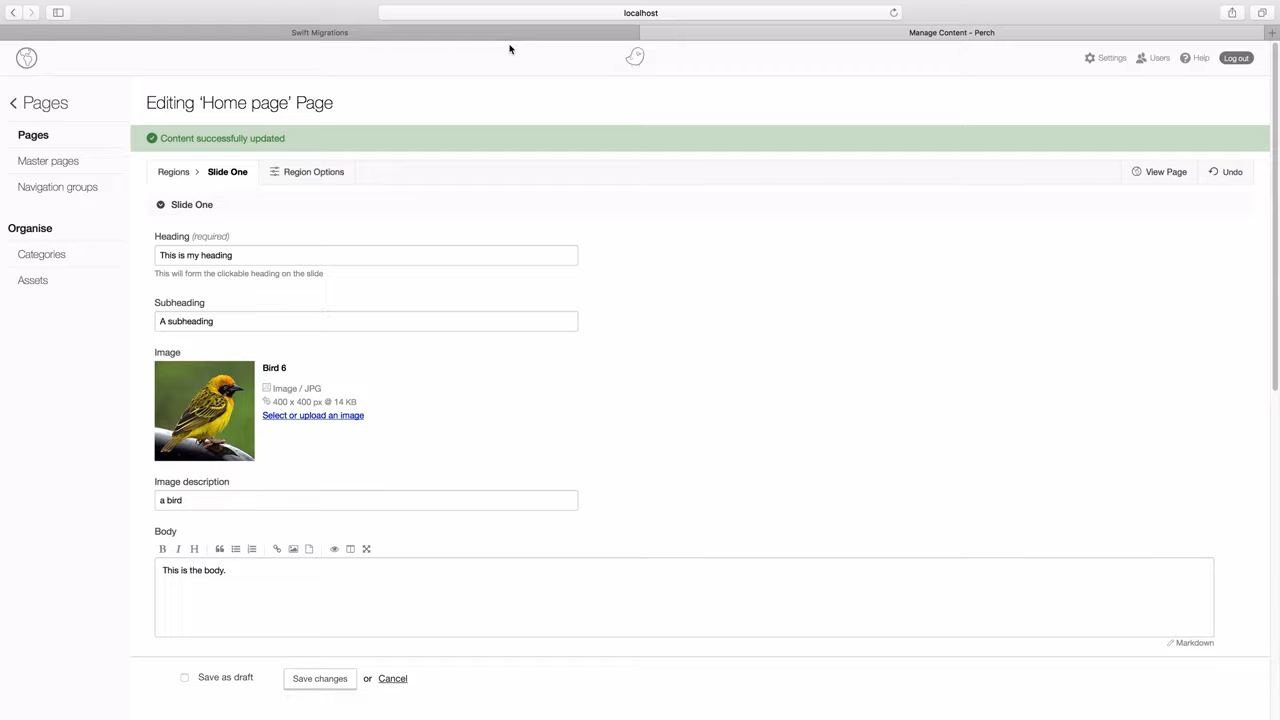 localhost
Swift Migrations
Manage Content - Perch
Settings
Users
Help
Log out
Pages
Pages
Master pages
Navigation groups
Organise
Categories
Assets
Editing ‘Home page’ Page
Content successfully updated
Regions > Slide One
Region Options
View Page
Undo
Slide One
Heading (required)
This is my heading
This will form the clickable heading on the slide
Subheading
A subheading
Image
Bird 6
Image / JPG
400 x 400 px @ 14 KB
Select or upload an image
Image description
a bird
Body
B I H
This is the body.
Markdown
Save as draft
Save changes
or Cancel